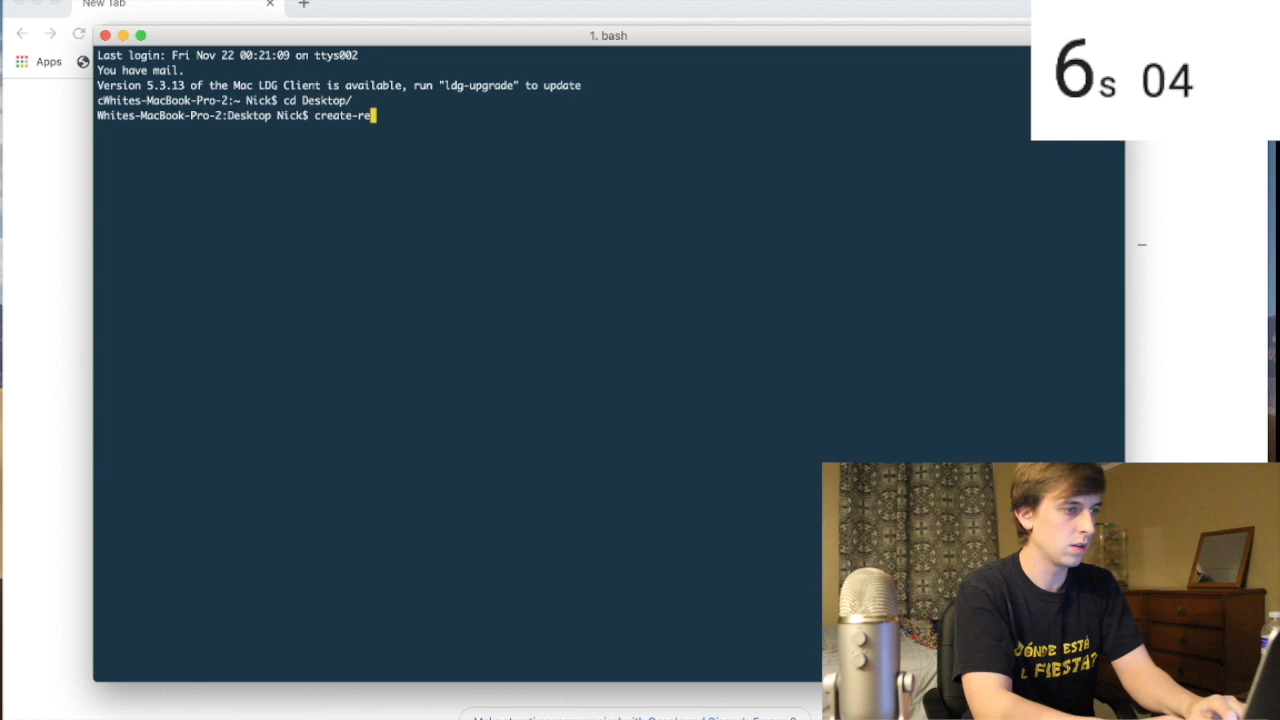 New Tab
Apps
1. bash
Last login: Fri Nov 22 00:21:09 on ttys002
You have mail.
Version 5.3.13 of the Mac LDG Client is available, run "ldg-upgrade" to update
cWhites-MacBook-Pro-2:~ Nick$ cd Desktop/
Whites-MacBook-Pro-2:Desktop Nick$ create-re
6s 04
DÓNDE ESTÁ
FIESTA?